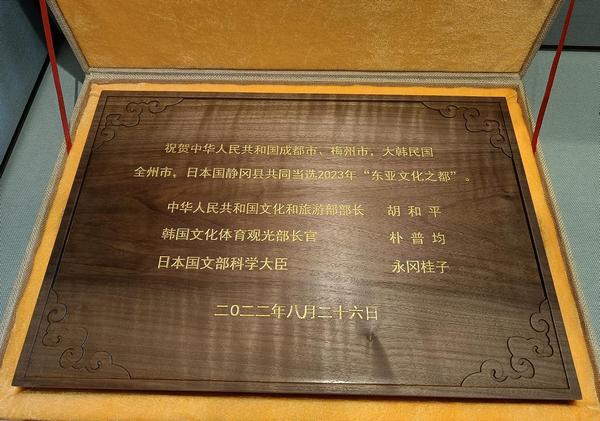 祝贺中华人民共和国成都市、梅州市，大韩民国
全州市，日本国静冈县共同当选2023年“东亚文化之都”。
中华人民共和国文化和旅游部部长 胡和平
韩国文化体育观光部长官 朴普均
日本国文部科学大臣 永冈桂子
二〇二二年八月二十六日